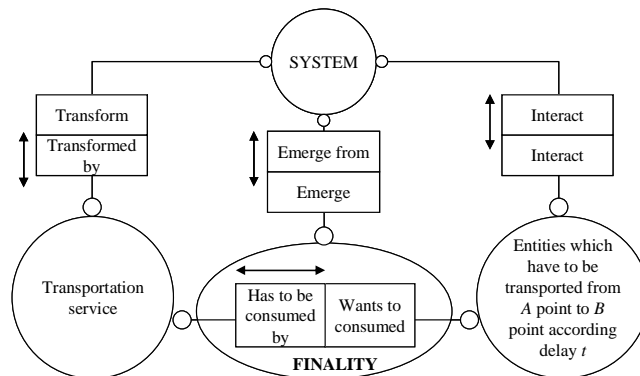 SYSTEM
Transform
Transformed
by
Emerge from
Emerge
Interact
Interact
Transportation
service
Has to be
consumed
by
Wants to
consumed
FINALITY
Entities which
have to be
transported from
A point to B
point according
delay t